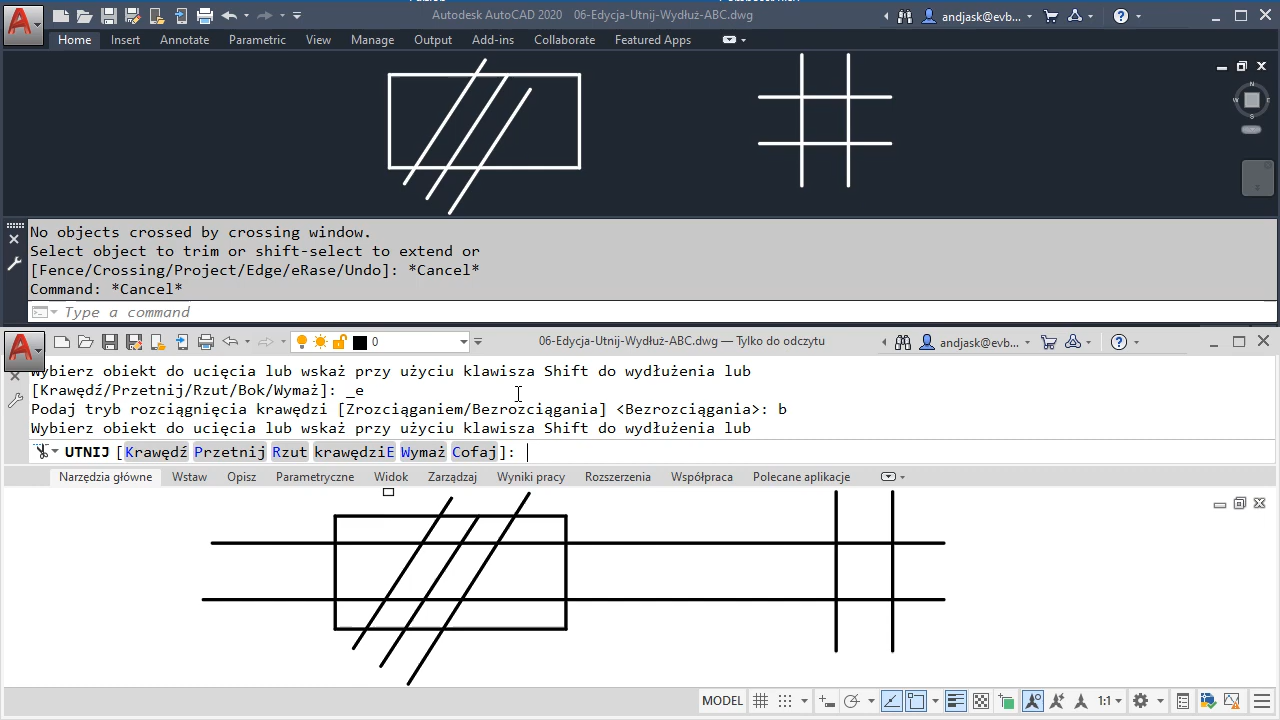 Autodesk AutoCAD 2020 06-Edycja-Utnij-Wydłuż-ABC.dwg
andjask@evb...
Home Insert Annotate Parametric View Manage Output Add-ins Collaborate Featured Apps
N
W
E
S
No objects crossed by crossing window.
Select object to trim or shift-select to extend or
[Fence/Crossing/Project/Edge/eRase/Undo]: *Cancel*
Command: *Cancel*
Type a command
0
06-Edycja-Utnij-Wydłuż-ABC.dwg — Tylko do odczytu
andjask@evb...
Wybierz obiekt do ucięcia lub wskaż przy użyciu klawisza Shift do wydłużenia lub
[Krawędź/Przetnij/Rzut/Bok/Wymaż]: _e
Podaj tryb rozciągnięcia krawędzi [Zrozciąganiem/Bezrozciągania] <Bezrozciągania>: b
Wybierz obiekt do ucięcia lub wskaż przy użyciu klawisza Shift do wydłużenia lub
UTNIJ [Krawędź Przetnij Rzut krawędziE Wymaż Cofaj]:
Narzędzia główne Wstaw Opisz Parametryczne Widok Zarządzaj Wyniki pracy Rozszerzenia Współpraca Polecane aplikacje
MODEL 1:1